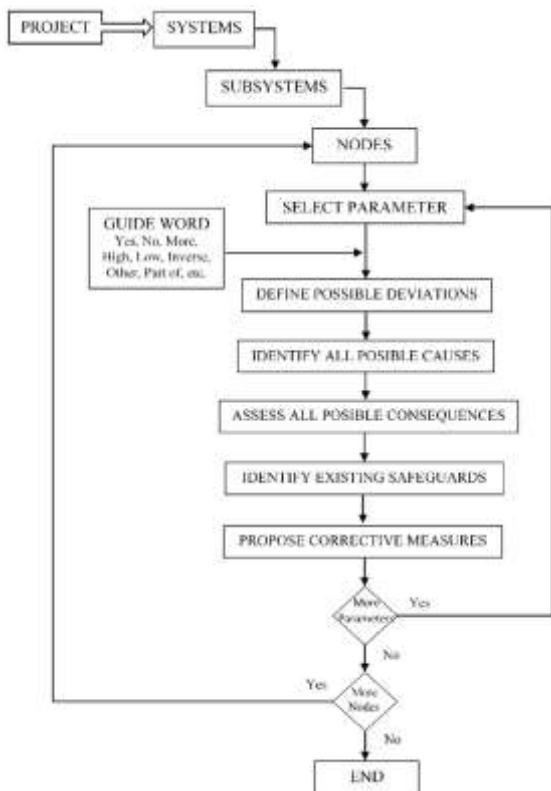 PROJECT
SYSTEMS
SUBSYSTEMS
NODES
SELECT PARAMETER
GUIDE WORD
Yes, No, More,
High, Low, Inverse,
Other, Part of, etc.
DEFINE POSSIBLE DEVIATIONS
IDENTIFY ALL POSIBLE CAUSES
ASSESS ALL POSIBLE CONSEQUENCES
IDENTIFY EXISTING SAFEGUARDS
PROPOSE CORRECTIVE MEASURES
More
Parameters
Yes
No
More
Nodes
Yes
No
END